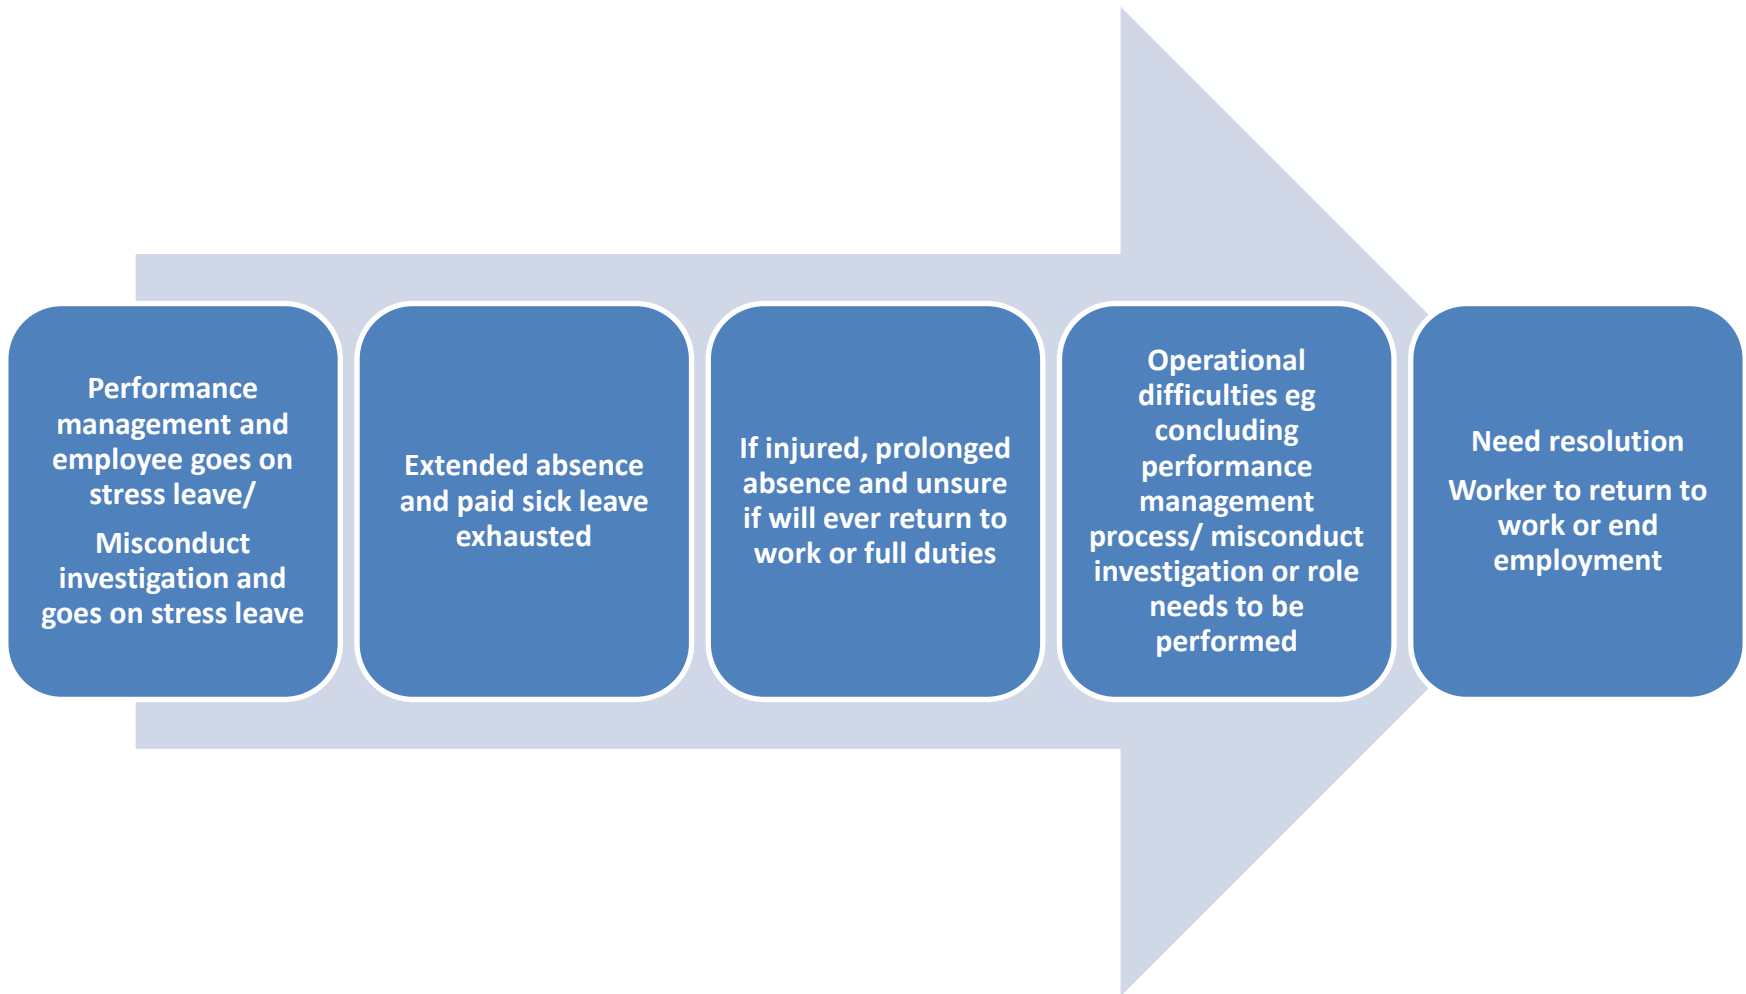 Performance
management and
employee goes on
stress leave/
Misconduct
investigation and
goes on stress leave
Extended absence
and paid sick leave
exhausted
If injured, prolonged
absence and unsure
if will ever return to
work or full duties
Operational
difficulties eg
concluding
performance
management
process/ misconduct
investigation or role
needs to be
performed
Need resolution
Worker to return to
work or end
employment